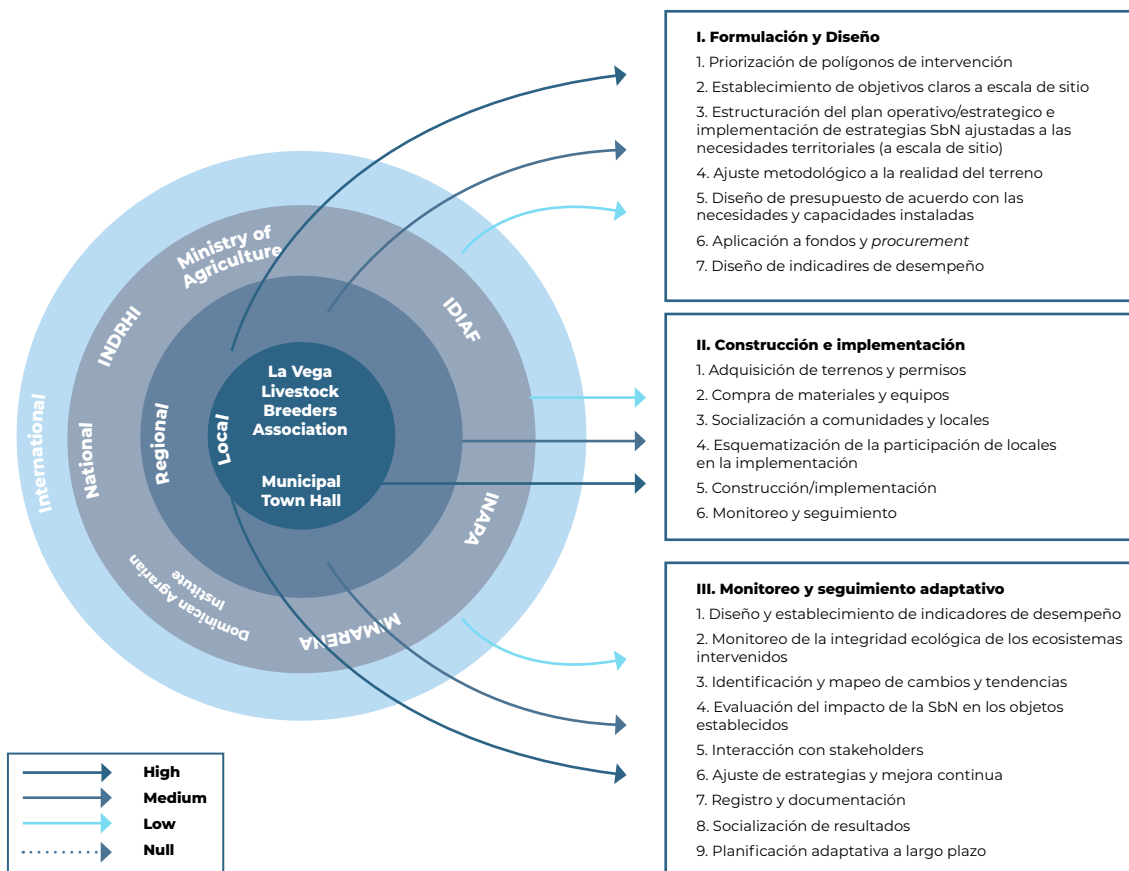 International
National
Regional
Local
Ministry of
Agriculture
INDRHI
IDIAF
INAPA
MIMARENA
Dominican Agrarian
Institute
La Vega
Livestock
Breeders
Association
Municipal
Town Hall
High
Medium
Low
Null
I. Formulación y Diseño
1. Priorización de polígonos de intervención
2. Establecimiento de objetivos claros a escala de sitio
3. Estructuración del plan operativo/estrategico e
implementación de estrategias SbN ajustadas a las
necesidades territoriales (a escala de sitio)
4. Ajuste metodológico a la realidad del terreno
5. Diseño de presupuesto de acuerdo con las
necesidades y capacidades instaladas
6. Aplicación a fondos y procurement
7. Diseño de indicadires de desempeño
II. Construcción e implementación
1. Adquisición de terrenos y permisos
2. Compra de materiales y equipos
3. Socialización a comunidades y locales
4. Esquematización de la participación de locales
en la implementación
5. Construcción/implementación
6. Monitoreo y seguimiento
III. Monitoreo y seguimiento adaptativo
1. Diseño y establecimiento de indicadores de desempeño
2. Monitoreo de la integridad ecológica de los ecosistemas
intervenidos
3. Identificación y mapeo de cambios y tendencias
4. Evaluación del impacto de la SbN en los objetos
establecidos
5. Interacción con stakeholders
6. Ajuste de estrategias y mejora continua
7. Registro y documentación
8. Socialización de resultados
9. Planificación adaptativa a largo plazo